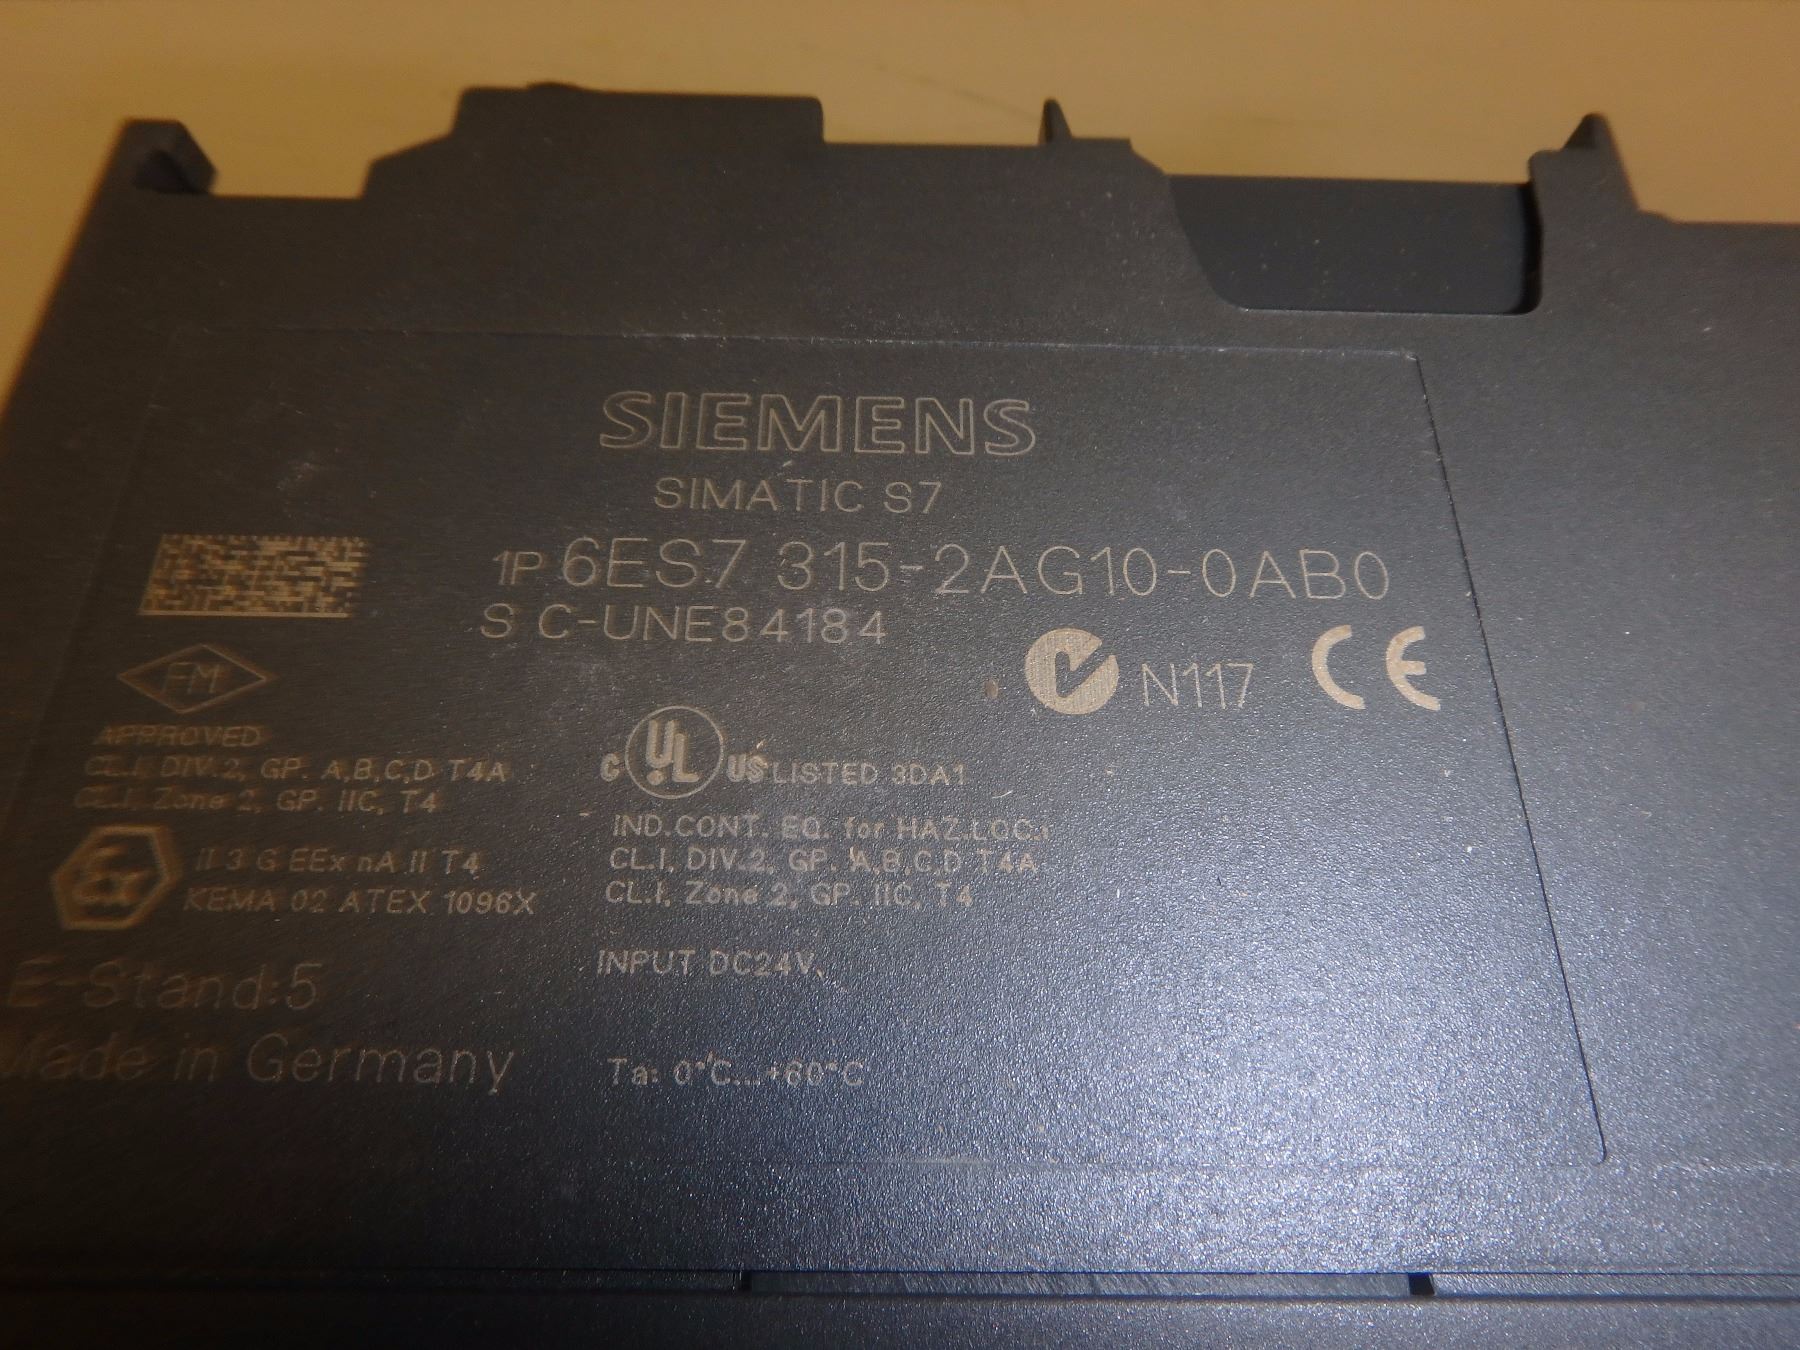 SIEMENS
SIMATIC S7
1P 6ES7 315-2AG10-0AB0
S C-UNE84184
N117 CE
FM
APPROVED
CL.I, DIV.2, GP. A,B,C,D T4A
CL.I, Zone 2, GP. IIC, T4
Ex
II 3 G EEx nA II T4
KEMA 02 ATEX 1096X
E-Stand:5
Made in Germany
C UL US LISTED 3DA1
IND.CONT. EQ. for HAZ.LOC.:
CL.I, DIV.2, GP. A,B,C,D T4A
CL.I, Zone 2, GP. IIC, T4
INPUT DC24V,
Ta: 0°C...+60°C